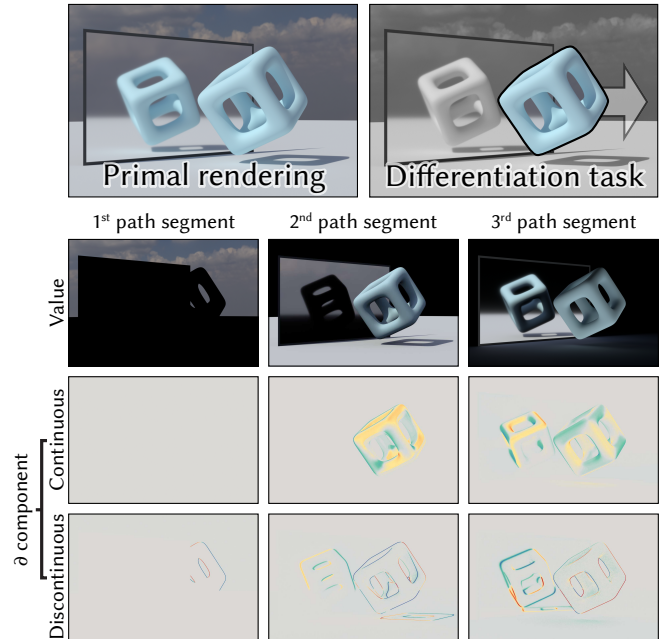 Primal rendering
Differentiation task
1st path segment
2nd path segment
3rd path segment
Value
∂ component
Continuous
Discontinuous